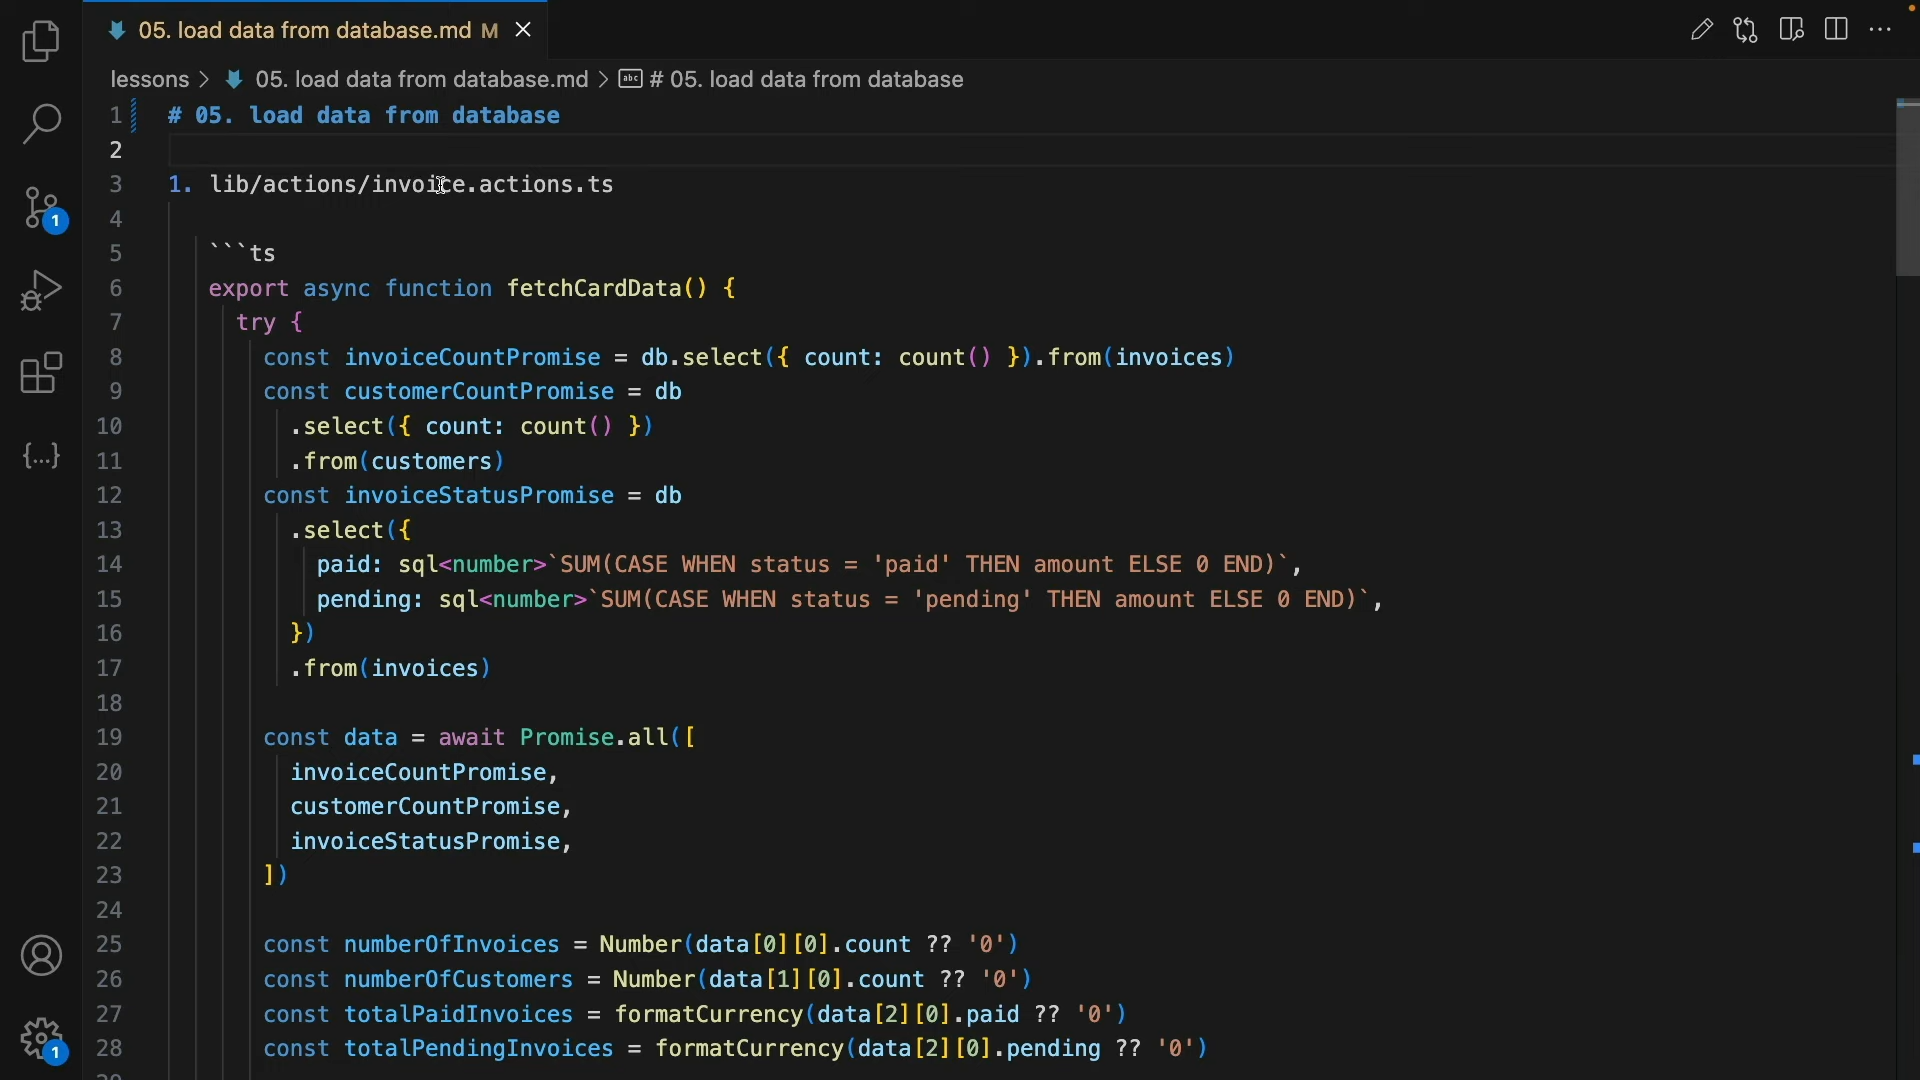 05. load data from database.md M
lessons > 05. load data from database.md > abc # 05. load data from database
1 # 05. load data from database
2
3 1. lib/actions/invoice.actions.ts
4
5 ```ts
6 export async function fetchCardData() {
7 try {
8 const invoiceCountPromise = db.select({ count: count() }).from(invoices)
9 const customerCountPromise = db
10 .select({ count: count() })
11 .from(customers)
12 const invoiceStatusPromise = db
13 .select({
14 paid: sql<number>`SUM(CASE WHEN status = 'paid' THEN amount ELSE 0 END)`,
15 pending: sql<number>`SUM(CASE WHEN status = 'pending' THEN amount ELSE 0 END)`,
16 })
17 .from(invoices)
18
19 const data = await Promise.all([
20 invoiceCountPromise,
21 customerCountPromise,
22 invoiceStatusPromise,
23 ])
24
25 const numberOfInvoices = Number(data[0][0].count ?? '0')
26 const numberOfCustomers = Number(data[1][0].count ?? '0')
27 const totalPaidInvoices = formatCurrency(data[2][0].paid ?? '0')
28 const totalPendingInvoices = formatCurrency(data[2][0].pending ?? '0')
1
1